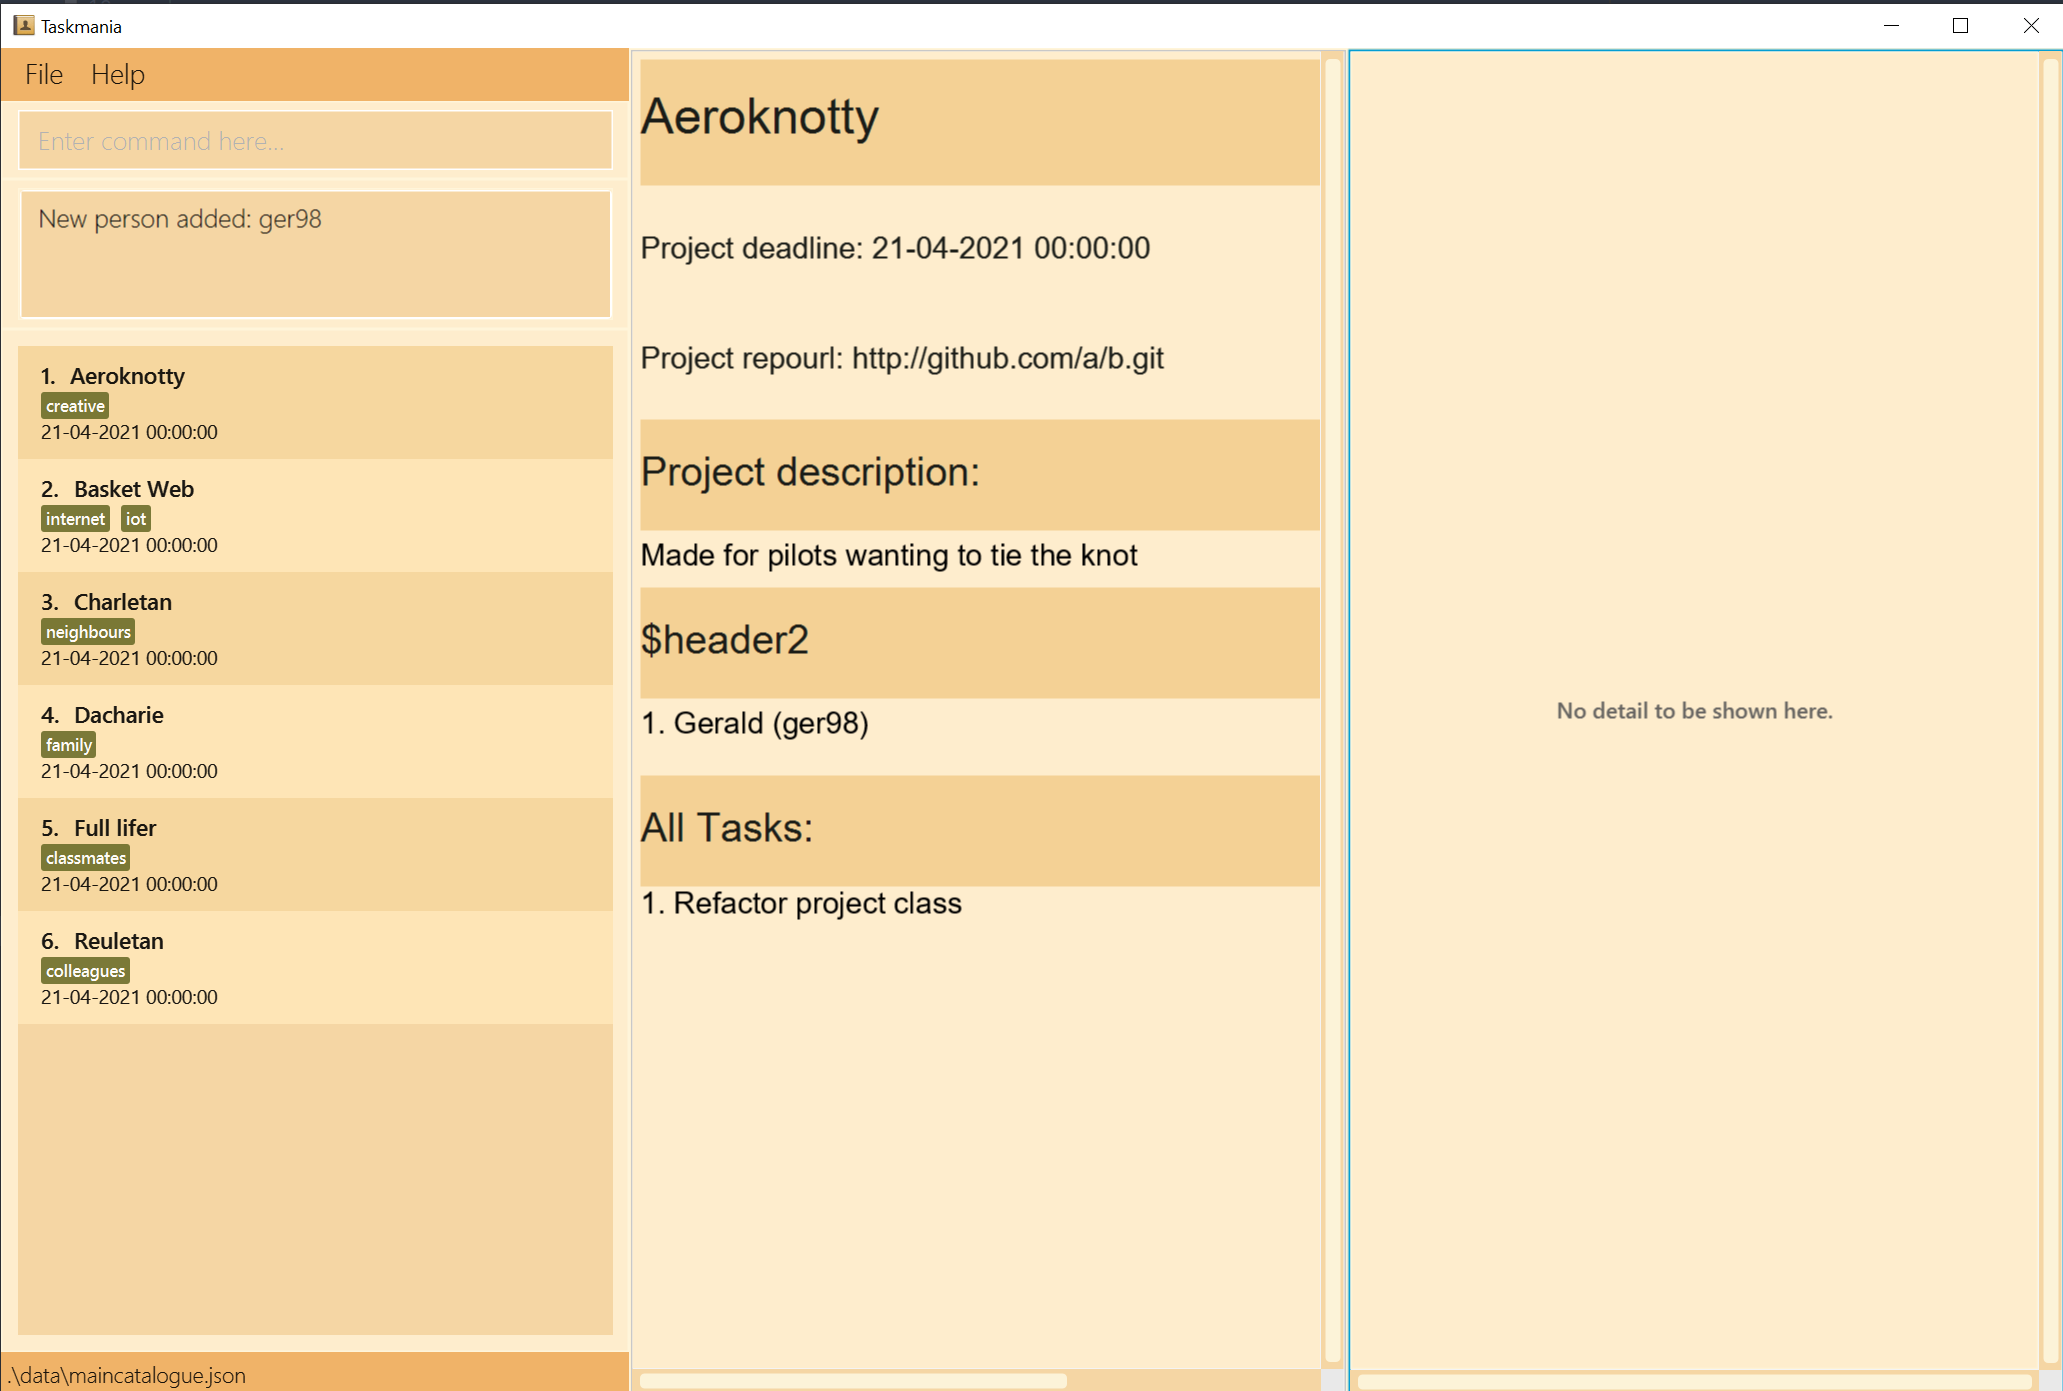 Taskmania
File Help
Enter command here...
New person added: ger98
1. Aeroknotty
creative
21-04-2021 00:00:00
2. Basket Web
internet iot
21-04-2021 00:00:00
3. Charletan
neighbours
21-04-2021 00:00:00
4. Dacharie
family
21-04-2021 00:00:00
5. Full lifer
classmates
21-04-2021 00:00:00
6. Reuletan
colleagues
21-04-2021 00:00:00
.\data\maincatalogue.json
Aeroknotty
Project deadline: 21-04-2021 00:00:00
Project repourl: http://github.com/a/b.git
Project description:
Made for pilots wanting to tie the knot
$header2
1. Gerald (ger98)
All Tasks:
1. Refactor project class
No detail to be shown here.